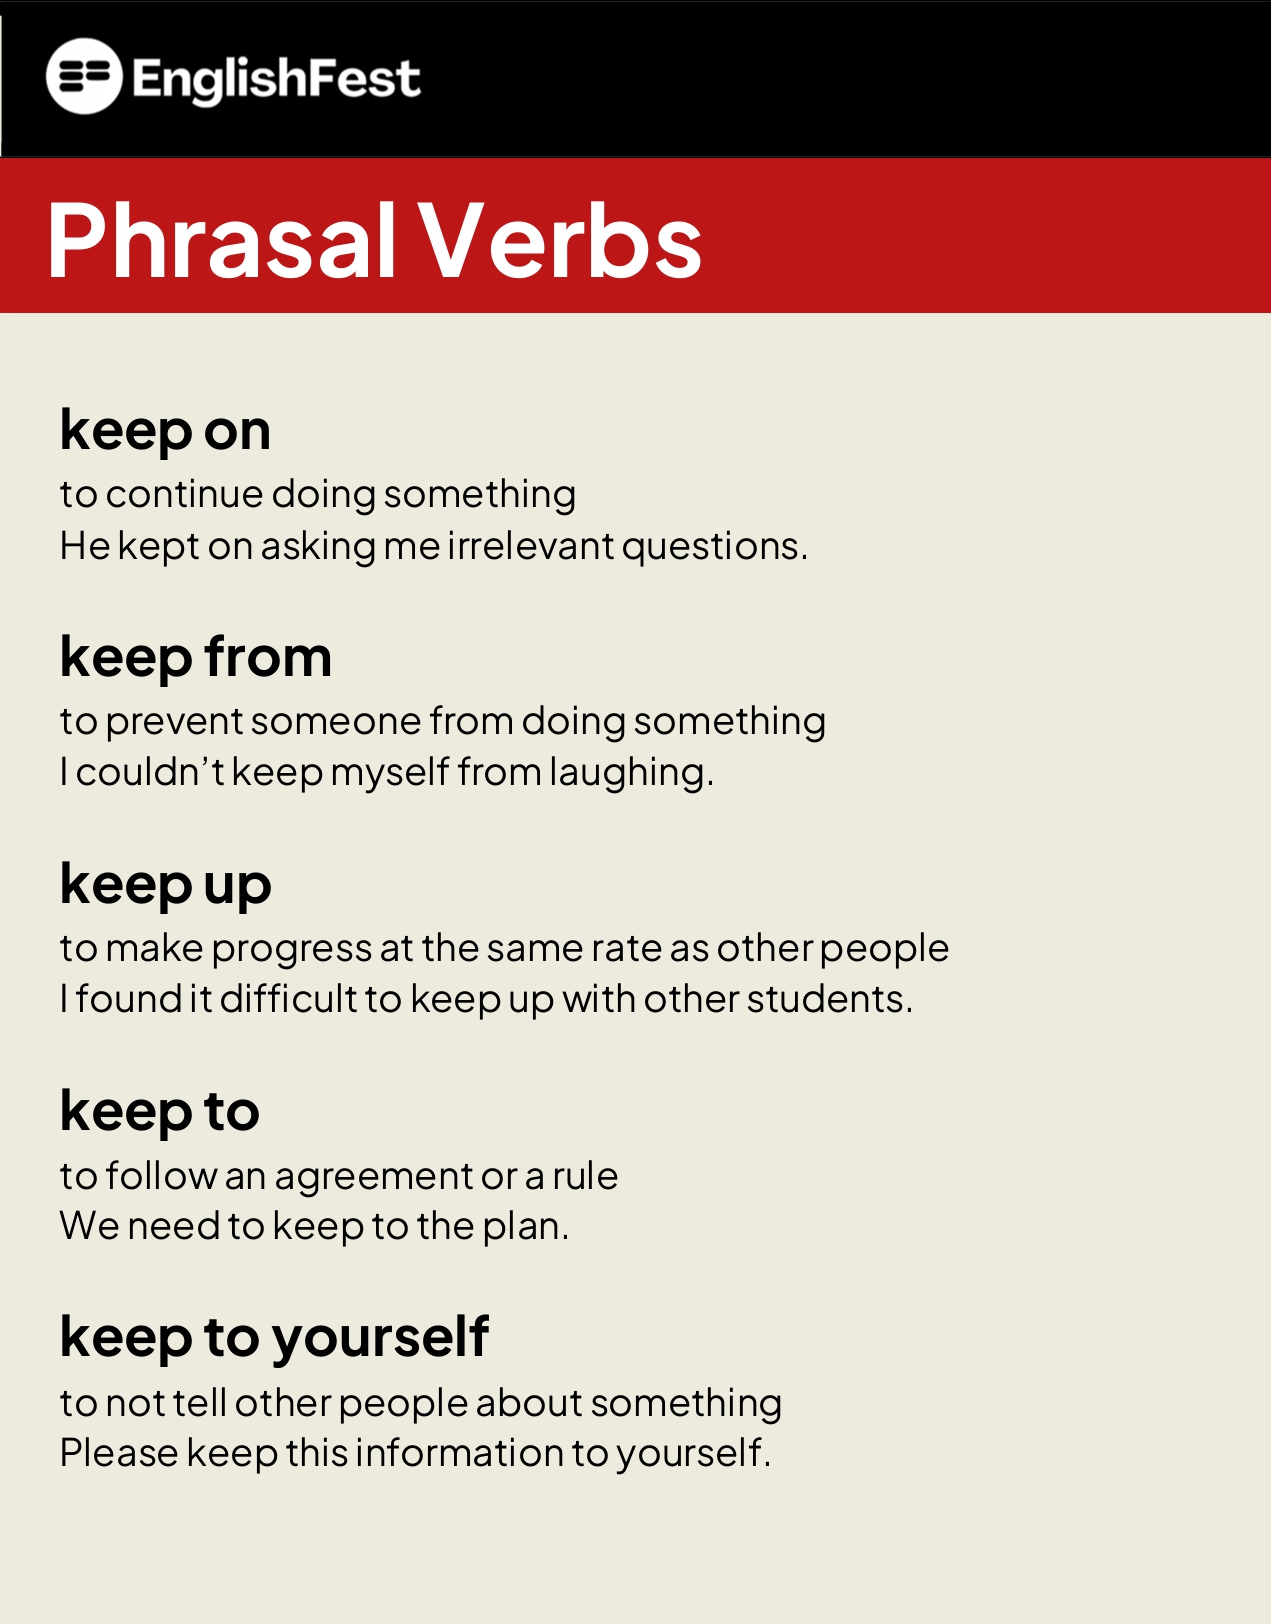 EnglishFest
Phrasal Verbs
keep on
to continue doing something
He kept on asking me irrelevant questions.
keep from
to prevent someone from doing something
I couldn’t keep myself from laughing.
keep up
to make progress at the same rate as other people
I found it difficult to keep up with other students.
keep to
to follow an agreement or a rule
We need to keep to the plan.
keep to yourself
to not tell other people about something
Please keep this information to yourself.